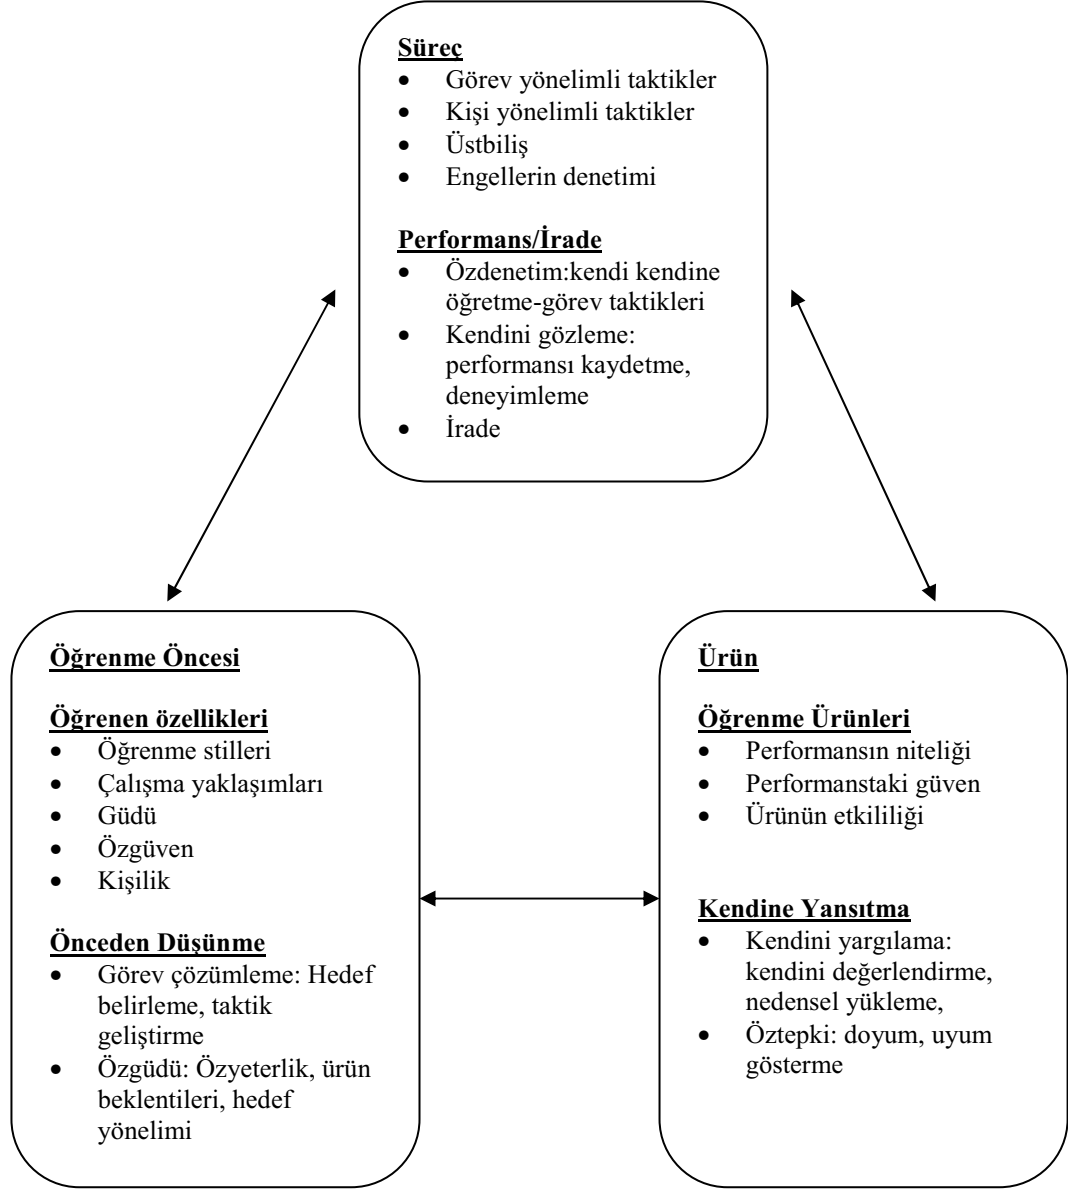 Süreç
• Görev yönelimli taktikler
• Kişi yönelimli taktikler
• Üstbiliş
• Engellerin denetimi
Performans/İrade
• Özdenetim:kendi kendine
öğretme-görev taktikleri
• Kendini gözleme:
performansı kaydetme,
deneyimleme
• İrade
Öğrenme Öncesi
Öğrenen özellikleri
• Öğrenme stilleri
• Çalışma yaklaşımları
• Güdü
• Özgüven
• Kişilik
Önceden Düşünme
• Görev çözümleme: Hedef
belirleme, taktik
geliştirme
• Özgüdü: Özyeterlik, ürün
beklentileri, hedef
yönelimi
Ürün
Öğrenme Ürünleri
• Performansın niteliği
• Performanstaki güven
• Ürünün etkililiği
Kendine Yansıtma
• Kendini yargılama:
kendini değerlendirme,
nedensel yükleme,
• Öztepki: doyum, uyum
gösterme